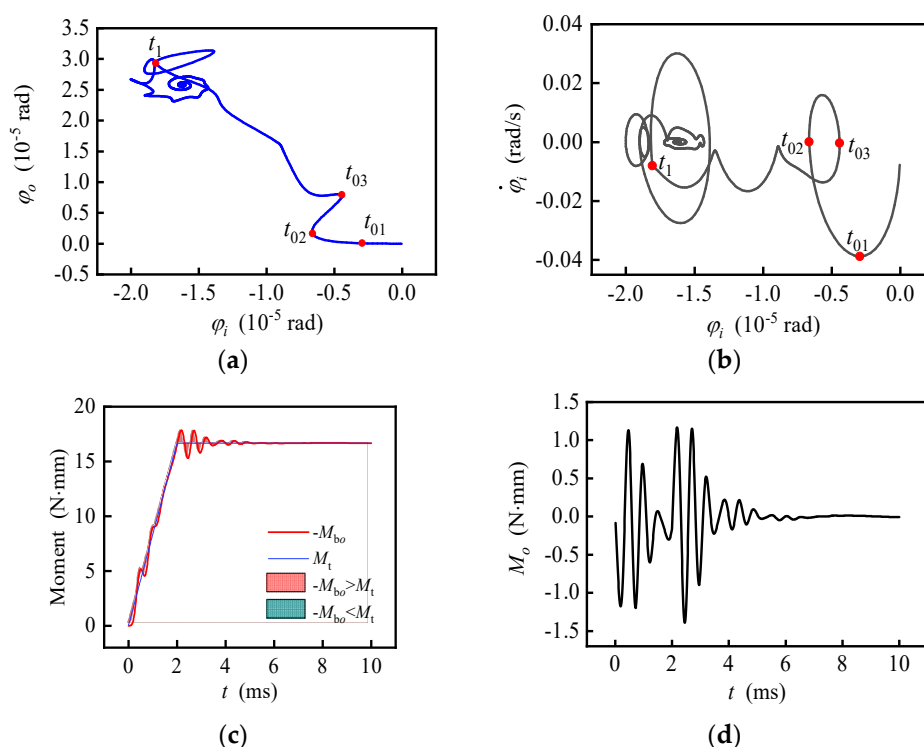 3.5
3.0
2.5
2.0
1.5
1.0
0.5
0.0
-0.5
φo (10⁻⁵ rad)
t₁
t₀₃
t₀₂
t₀₁
-2.0 -1.5 -1.0 -0.5 0.0
φi (10⁻⁵ rad)
(a)
0.04
0.02
0.00
-0.02
-0.04
φ̇i (rad/s)
t₁
t₀₂
t₀₃
t₀₁
-2.0 -1.5 -1.0 -0.5 0.0
φi (10⁻⁵ rad)
(b)
20
15
10
5
0
Moment (N·mm)
-Mbo
Mt
-Mbo>Mt
-Mbo<Mt
0 2 4 6 8 10
t (ms)
(c)
1.5
1.0
0.5
0.0
-0.5
-1.0
-1.5
Mo (N·mm)
0 2 4 6 8 10
t (ms)
(d)